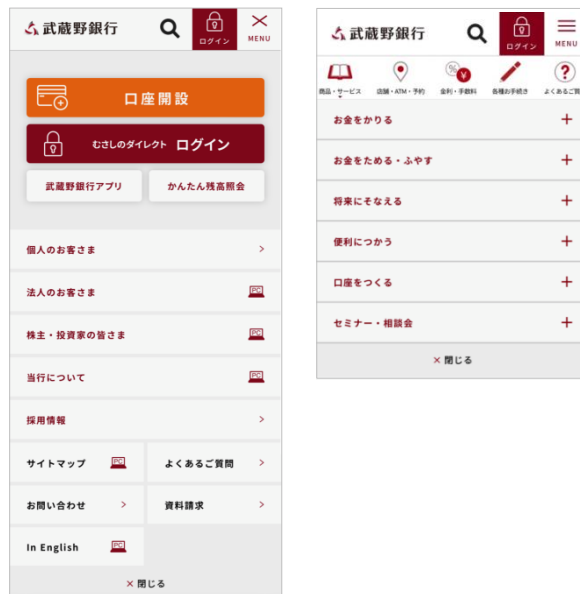 武蔵野銀行
ログイン
MENU
口座開設
むさしのダイレクト ログイン
武蔵野銀行アプリ
かんたん残高照会
個人のお客さま
法人のお客さま
PC
株主・投資家の皆さま
PC
当行について
PC
採用情報
サイトマップ
PC
よくあるご質問
お問い合わせ
資料請求
In English
PC
× 閉じる
武蔵野銀行
ログイン
MENU
商品・サービス
店舗・ATM・予約
金利・手数料
各種お手続き
よくあるご質
お金をかりる
お金をためる・ふやす
将来にそなえる
便利につかう
口座をつくる
セミナー・相談会
× 閉じる